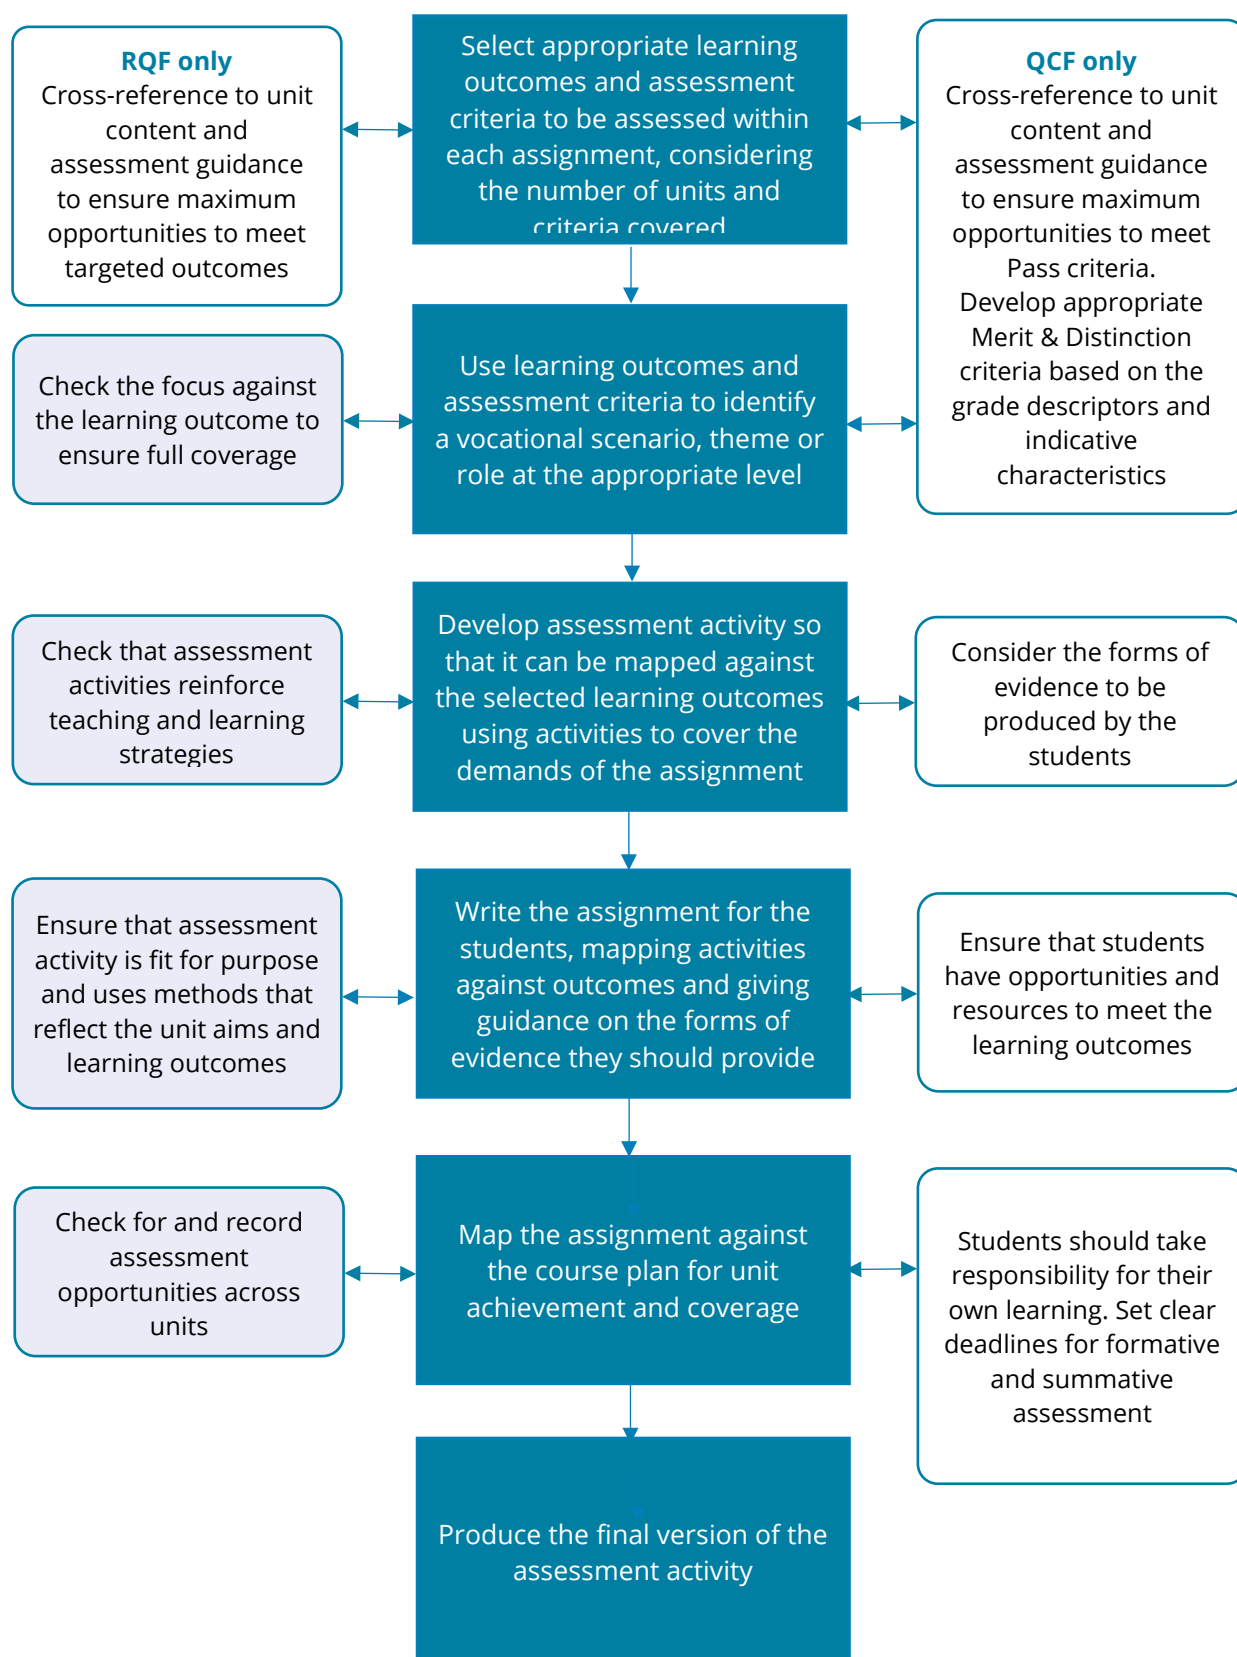 RQF only
Cross-reference to unit
content and
assessment guidance
to ensure maximum
opportunities to meet
targeted outcomes
Select appropriate learning
outcomes and assessment
criteria to be assessed within
each assignment, considering
the number of units and
criteria covered
QCF only
Cross-reference to unit
content and
assessment guidance
to ensure maximum
opportunities to meet
Pass criteria.
Develop appropriate
Merit & Distinction
criteria based on the
grade descriptors and
indicative
characteristics
Check the focus against
the learning outcome to
ensure full coverage
Use learning outcomes and
assessment criteria to identify
a vocational scenario, theme or
role at the appropriate level
Check that assessment
activities reinforce
teaching and learning
strategies
Develop assessment activity so
that it can be mapped against
the selected learning outcomes
using activities to cover the
demands of the assignment
Consider the forms of
evidence to be
produced by the
students
Ensure that assessment
activity is fit for purpose
and uses methods that
reflect the unit aims and
learning outcomes
Write the assignment for the
students, mapping activities
against outcomes and giving
guidance on the forms of
evidence they should provide
Ensure that students
have opportunities and
resources to meet the
learning outcomes
Check for and record
assessment
opportunities across
units
Map the assignment against
the course plan for unit
achievement and coverage
Students should take
responsibility for their
own learning. Set clear
deadlines for formative
and summative
assessment
Produce the final version of the
assessment activity